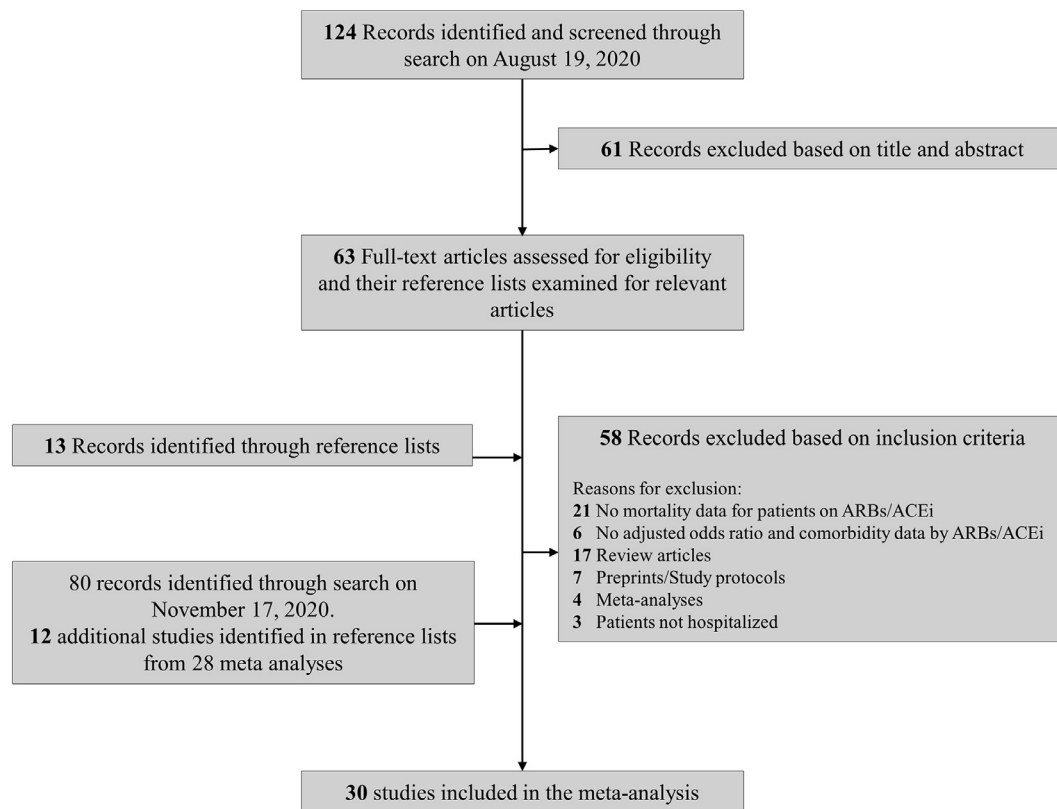 124 Records identified and screened through
search on August 19, 2020
61 Records excluded based on title and abstract
63 Full-text articles assessed for eligibility
and their reference lists examined for relevant
articles
13 Records identified through reference lists
58 Records excluded based on inclusion criteria
Reasons for exclusion:
21 No mortality data for patients on ARBs/ACEi
6 No adjusted odds ratio and comorbidity data by ARBs/ACEi
17 Review articles
7 Preprints/Study protocols
4 Meta-analyses
3 Patients not hospitalized
80 records identified through search on
November 17, 2020.
12 additional studies identified in reference lists
from 28 meta analyses
30 studies included in the meta-analysis